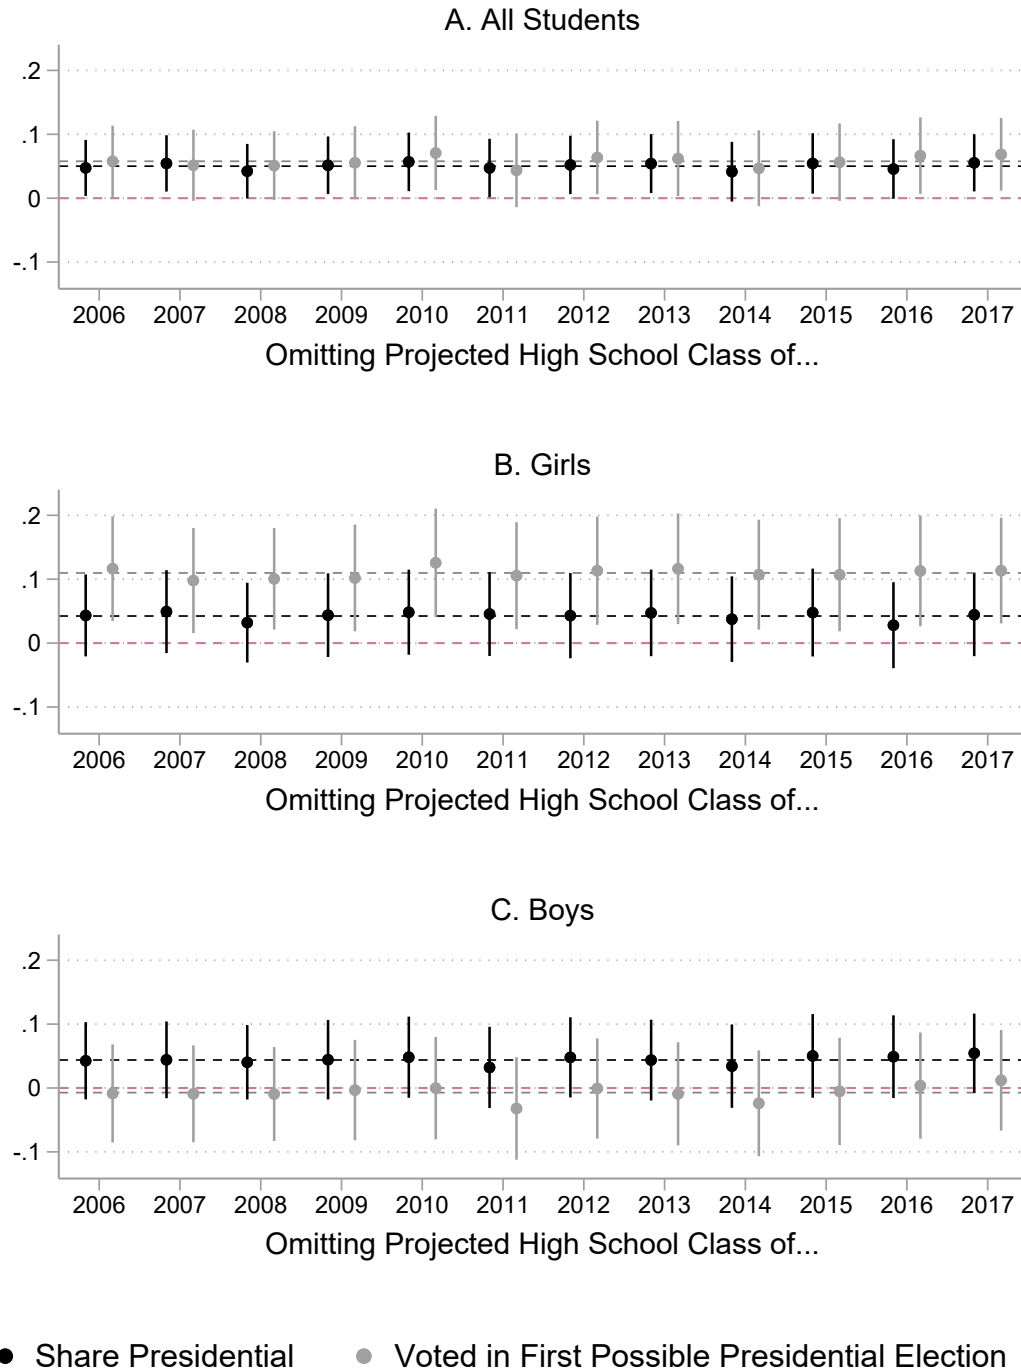 A. All Students
.2
.1
0
-.1
2006 2007 2008 2009 2010 2011 2012 2013 2014 2015 2016 2017
Omitting Projected High School Class of...
B. Girls
.2
.1
0
-.1
2006 2007 2008 2009 2010 2011 2012 2013 2014 2015 2016 2017
Omitting Projected High School Class of...
C. Boys
.2
.1
0
-.1
2006 2007 2008 2009 2010 2011 2012 2013 2014 2015 2016 2017
Omitting Projected High School Class of...
Share Presidential Voted in First Possible Presidential Election